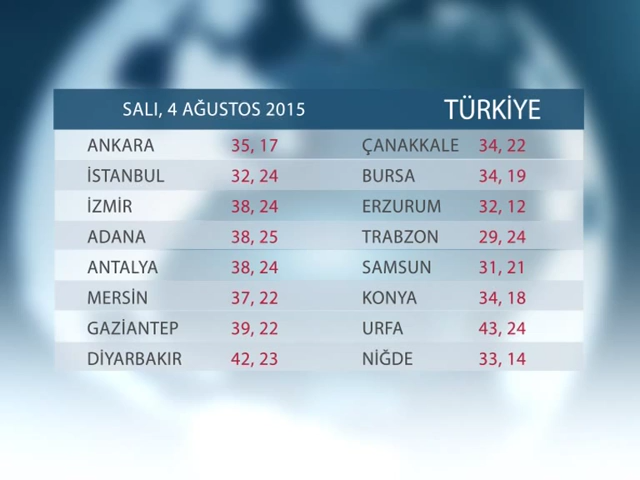 SALI, 4 AĞUSTOS 2015 TÜRKİYE
ANKARA 35, 17 ÇANAKKALE 34, 22
İSTANBUL 32, 24 BURSA 34, 19
İZMİR 38, 24 ERZURUM 32, 12
ADANA 38, 25 TRABZON 29, 24
ANTALYA 38, 24 SAMSUN 31, 21
MERSİN 37, 22 KONYA 34, 18
GAZİANTEP 39, 22 URFA 43, 24
DİYARBAKIR 42, 23 NİĞDE 33, 14